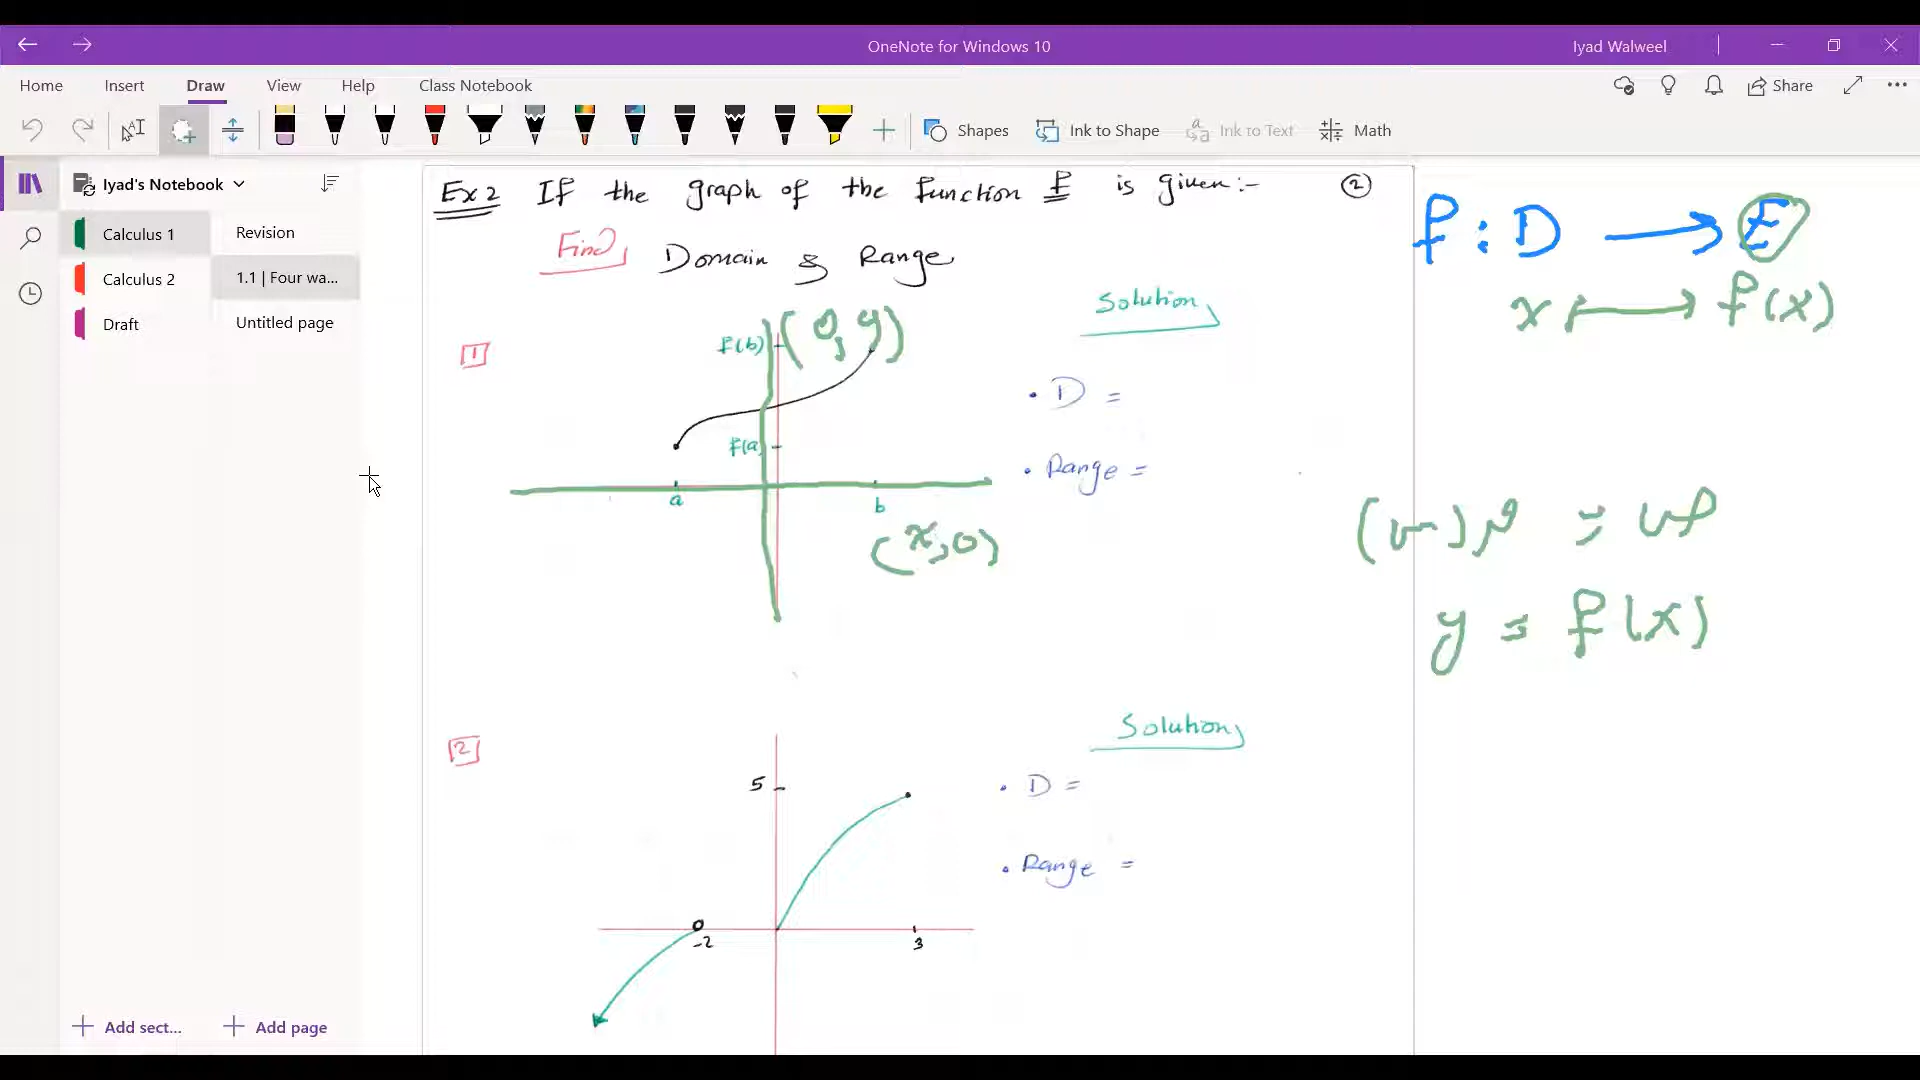 OneNote for Windows 10
Iyad Walweel
Home Insert Draw View Help Class Notebook
Share
Shapes Ink to Shape Ink to Text Math
Iyad's Notebook
Calculus 1
Calculus 2
Draft
Revision
1.1 | Four wa...
Untitled page
Add sect...
Add page
Ex2 If the graph of the function f is given:- 2
Find Domain & Range
Solution
1
f(b) (0, y)
f(a)
a b
(x, 0)
• D =
• Range =
f : D → E
x ↦ f(x)
y = f(x)
2
Solution
5
-2 3
• D =
• Range =